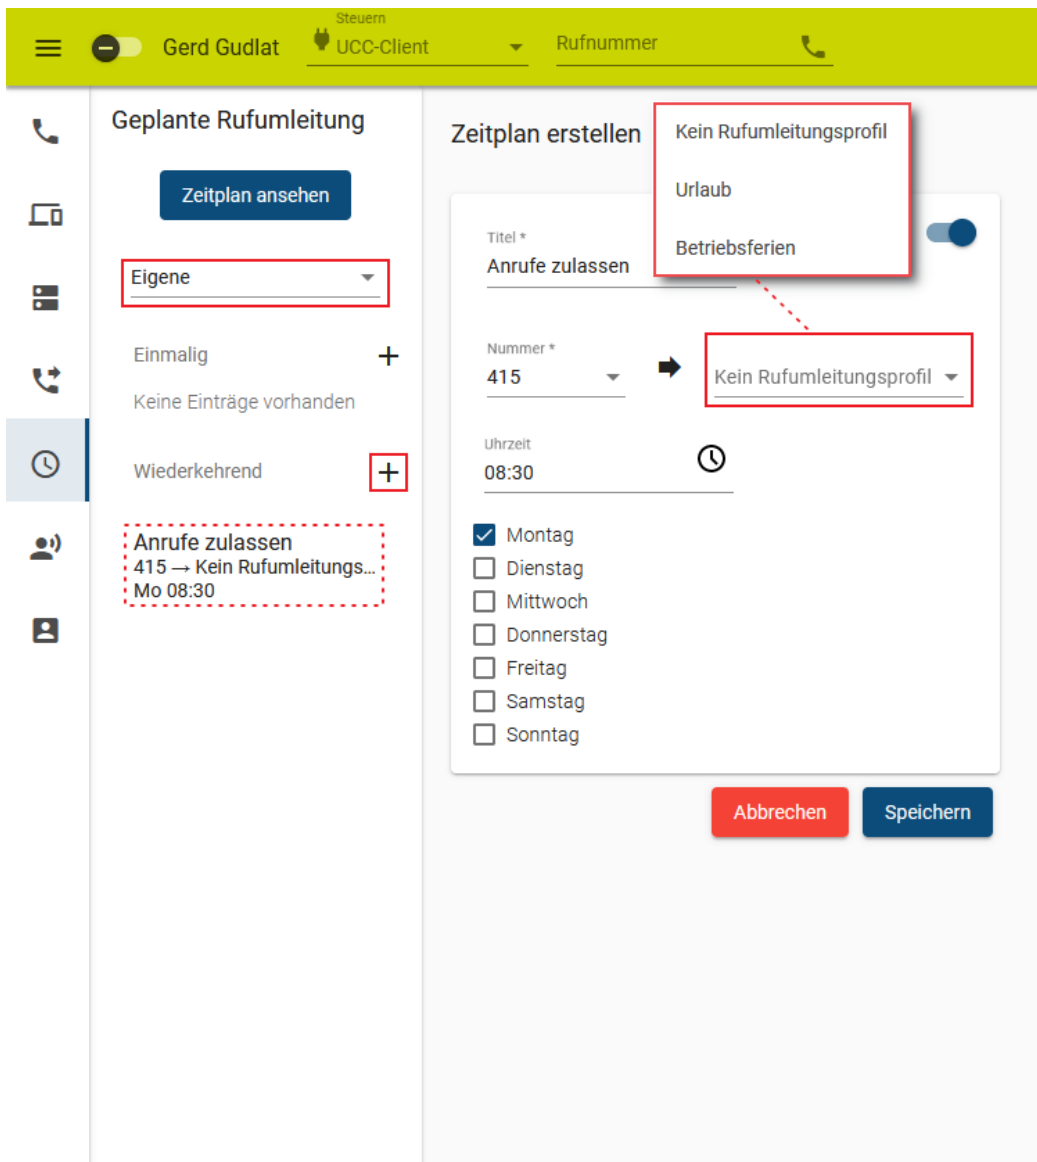 Gerd Gudlat
Steuern
UCC-Client
Rufnummer
Geplante Rufumleitung
Zeitplan ansehen
Eigene
Einmalig
Keine Einträge vorhanden
Wiederkehrend
Anrufe zulassen
415 → Kein Rufumleitungs...
Mo 08:30
Zeitplan erstellen
Kein Rufumleitungsprofil
Urlaub
Betriebsferien
Titel *
Anrufe zulassen
Nummer *
415
Kein Rufumleitungsprofil
Uhrzeit
08:30
Montag
Dienstag
Mittwoch
Donnerstag
Freitag
Samstag
Sonntag
Abbrechen
Speichern